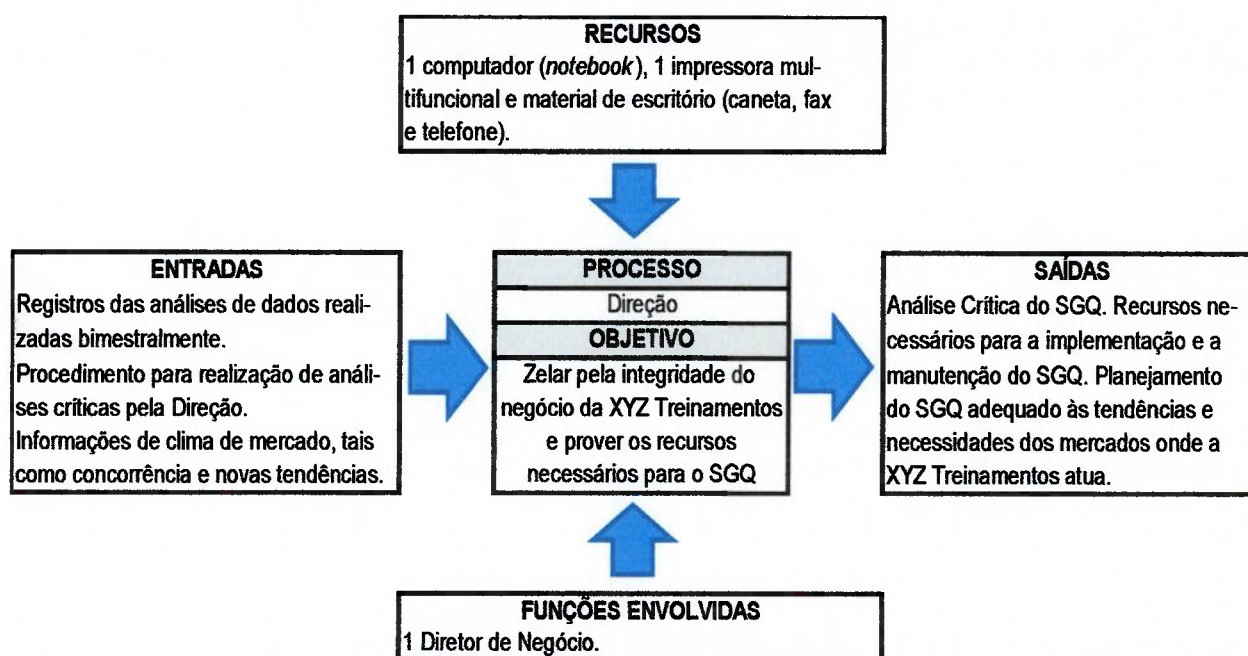 RECURSOS
1 computador (notebook), 1 impressora mul-
tifuncional e material de escritório (caneta, fax
e telefone).
ENTRADAS
Registros das análises de dados reali-
zadas bimestralmente.
Procedimento para realização de análi-
ses críticas pela Direção.
Informações de clima de mercado, tais
como concorrência e novas tendências.
PROCESSO
Direção
OBJETIVO
Zelar pela integridade do
negócio da XYZ Treinamentos
e prover os recursos
necessários para o SGQ
SAÍDAS
Análise Crítica do SGQ. Recursos ne-
cessários para a implementação e a
manutenção do SGQ. Planejamento
do SGQ adequado às tendências e
necessidades dos mercados onde a
XYZ Treinamentos atua.
FUNÇÕES ENVOLVIDAS
1 Diretor de Negócio.